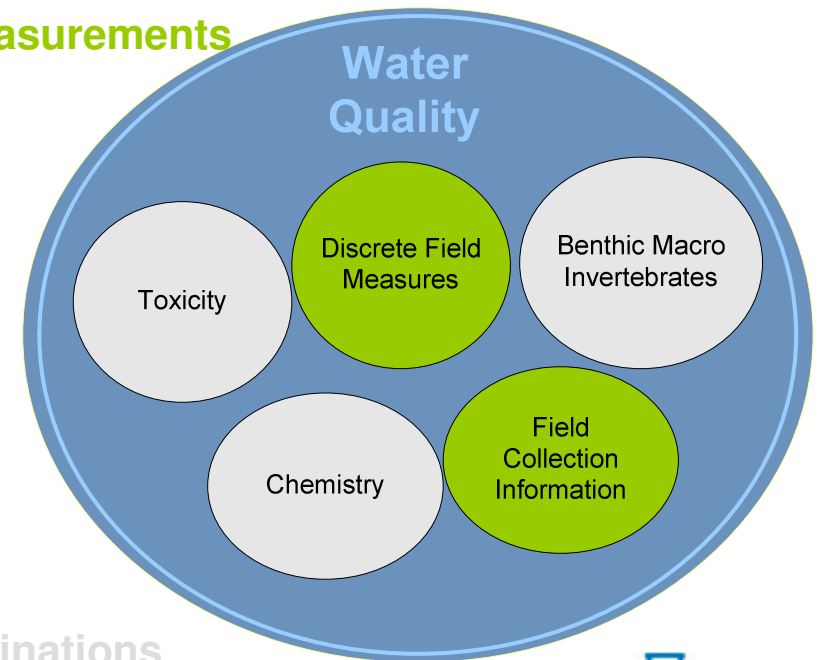 asurements
Water
Quality
Discrete Field
Measures
Benthic Macro
Invertebrates
Toxicity
Field
Collection
Information
Chemistry
inations